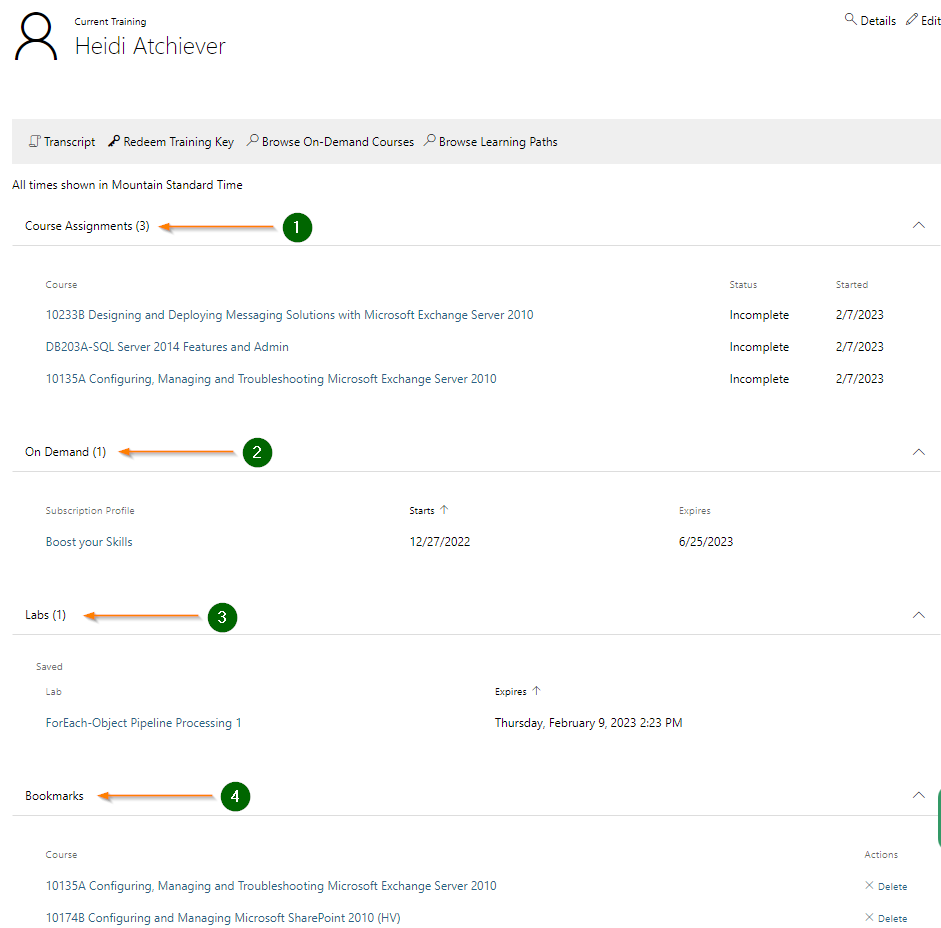 Current Training
Heidi Atchiever
Details Edit
Transcript Redeem Training Key Browse On-Demand Courses Browse Learning Paths
All times shown in Mountain Standard Time
Course Assignments (3) 1
Course Status Started
10233B Designing and Deploying Messaging Solutions with Microsoft Exchange Server 2010 Incomplete 2/7/2023
DB203A-SQL Server 2014 Features and Admin Incomplete 2/7/2023
10135A Configuring, Managing and Troubleshooting Microsoft Exchange Server 2010 Incomplete 2/7/2023
On Demand (1) 2
Subscription Profile Starts ↑ Expires
Boost your Skills 12/27/2022 6/25/2023
Labs (1) 3
Saved
Lab Expires ↑
ForEach-Object Pipeline Processing 1 Thursday, February 9, 2023 2:23 PM
Bookmarks 4
Course Actions
10135A Configuring, Managing and Troubleshooting Microsoft Exchange Server 2010 Delete
10174B Configuring and Managing Microsoft SharePoint 2010 (HV) Delete